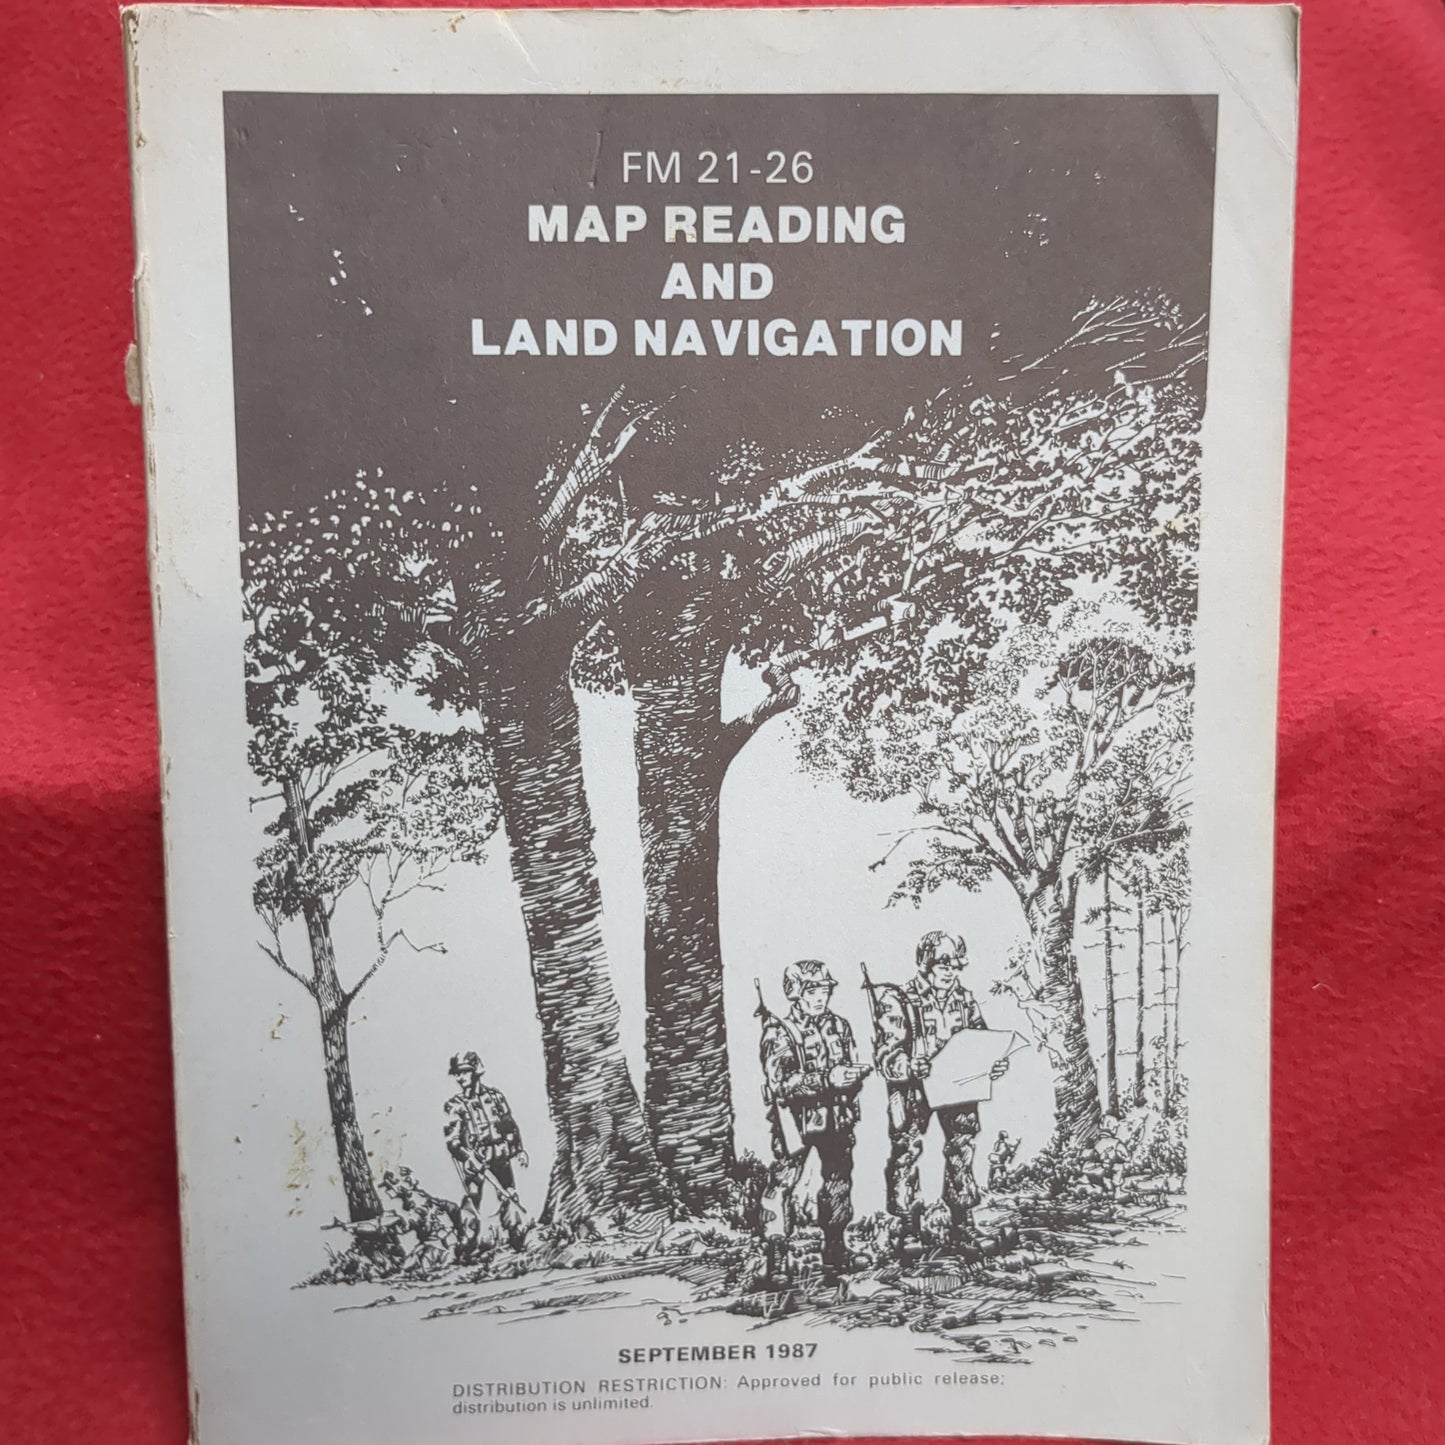 FM 21-26
MAP READING
AND
LAND NAVIGATION
SEPTEMBER 1987
DISTRIBUTION RESTRICTION: Approved for public release;
distribution is unlimited.